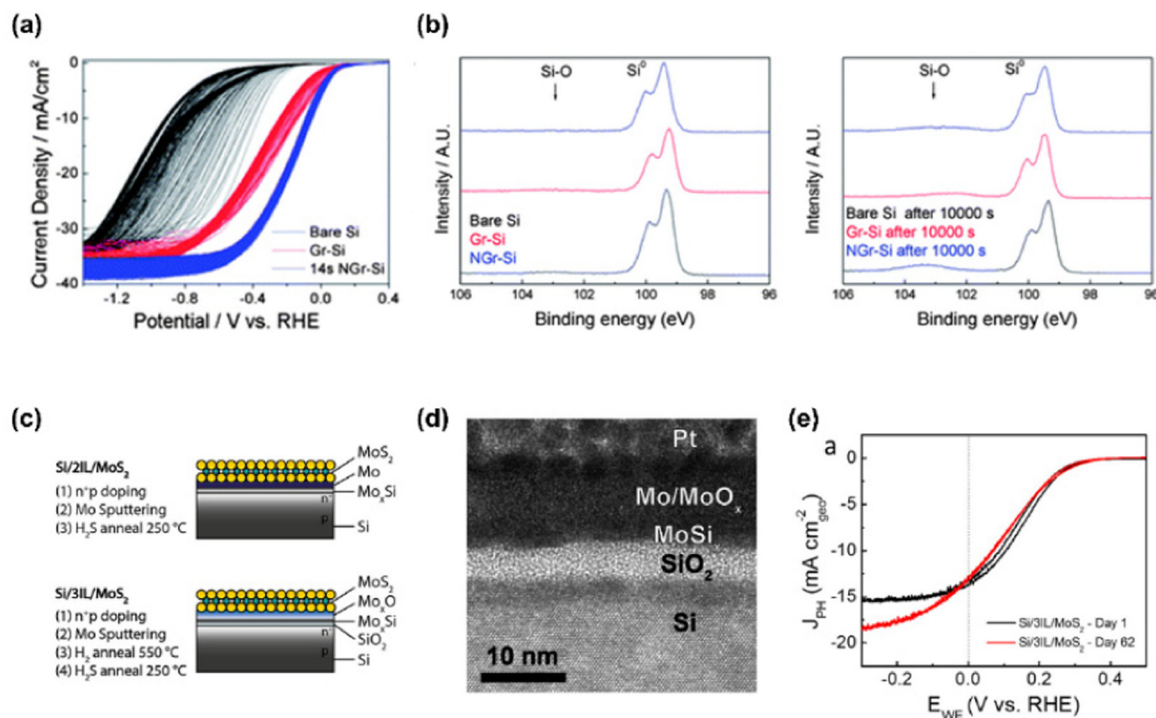 (a)
0
-10
-20
-30
-40
Current Density / mA/cm²
-1.2
-0.8
-0.4
0.0
0.4
Potential / V vs. RHE
Bare Si
Gr-Si
14s NGr-Si
(b)
Si-O
Si⁰
Intensity / A.U.
Bare Si
Gr-Si
NGr-Si
106
104
102
100
98
96
Binding energy (eV)
Si-O
Si⁰
Intensity / A.U.
Bare Si after 10000 s
Gr-Si after 10000 s
NGr-Si after 10000 s
106
104
102
100
98
96
Binding energy (eV)
(c)
Si/2IL/MoS₂
(1) n⁺p doping
(2) Mo Sputtering
(3) H₂S anneal 250 °C
MoS₂
Mo
MoₓSi
Si
n⁺
p
Si/3IL/MoS₂
(1) n⁺p doping
(2) Mo Sputtering
(3) H₂ anneal 550 °C
(4) H₂S anneal 250 °C
MoS₂
MoₓO
MoₓSi
SiO₂
Si
n⁺
p
(d)
Pt
Mo/MoOₓ
MoSi
SiO₂
Si
10 nm
(e)
a
0
-5
-10
-15
-20
J_PH (mA cm⁻²_geo)
Si/3IL/MoS₂ - Day 1
Si/3IL/MoS₂ - Day 62
-0.2
0.0
0.2
0.4
E_WE (V vs. RHE)